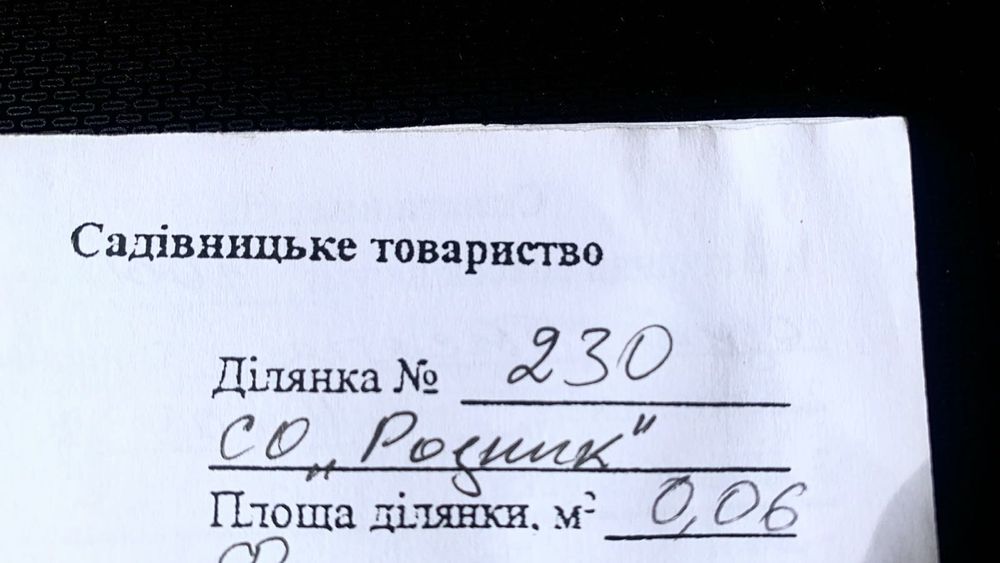 Садівницьке товариство
Ділянка № 230
СО „Родник"
Площа ділянки, м² 0,06